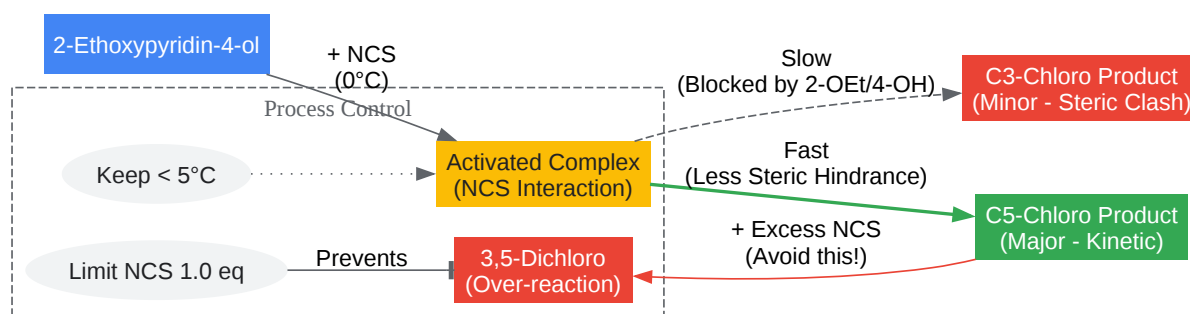 2-Ethoxypyridin-4-ol
+ NCS
(0°C)
Process Control
Slow
(Blocked by 2-OEt/4-OH)
C3-Chloro Product
(Minor - Steric Clash)
Keep < 5°C
Activated Complex
(NCS Interaction)
Fast
(Less Steric Hindrance)
C5-Chloro Product
(Major - Kinetic)
+ Excess NCS
(Avoid this!)
Limit NCS 1.0 eq
Prevents
3,5-Dichloro
(Over-reaction)